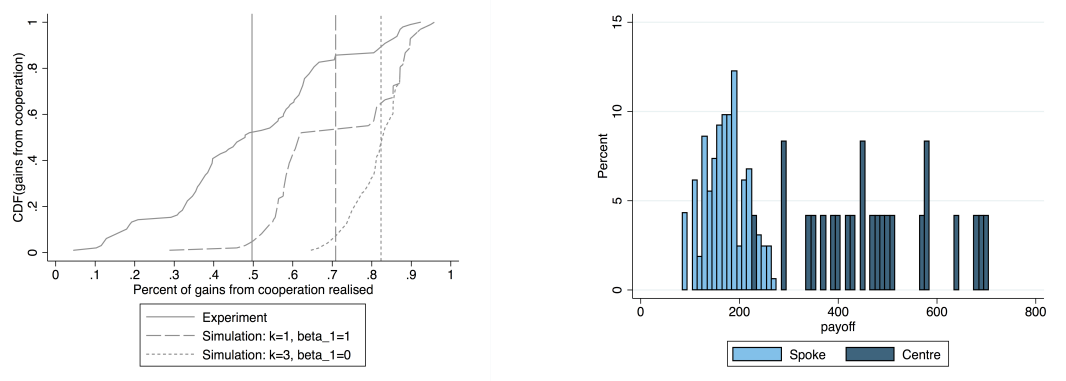 CDF(gains from cooperation)
1
.8
.6
.4
.2
0
0 .1 .2 .3 .4 .5 .6 .7 .8 .9 1
Percent of gains from cooperation realised
Experiment
Simulation: k=1, beta_1=1
Simulation: k=3, beta_1=0
Percent
15
10
5
0
0 200 400 600 800
payoff
Spoke Centre